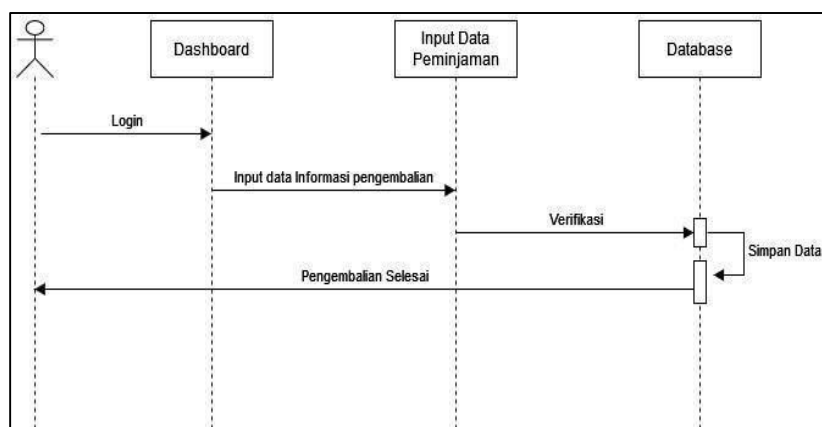 Dashboard
Input Data
Peminjaman
Database
Login
Input data Informasi pengembalian
Verifikasi
Simpan Data
Pengembalian Selesai